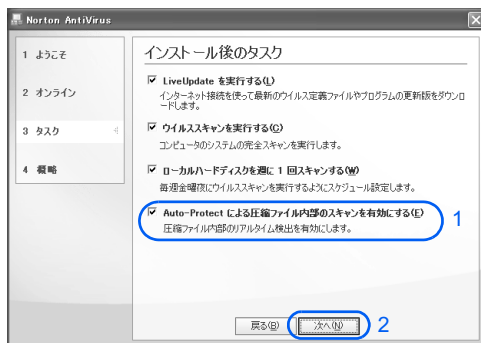 Norton AntiVirus
1 ようこそ
2 オンライン
3 タスク
4 概略
インストール後のタスク
LiveUpdate を実行する(L)
インターネット接続を使って最新のウイルス定義ファイルやプログラムの更新版をダウンロ
ードします。
ウイルススキャンを実行する(C)
コンピュータのシステムの完全スキャンを実行します。
ローカルハードディスクを週に 1 回スキャンする(W)
毎週金曜夜にウイルススキャンを実行するようにスケジュール設定します。
Auto-Protect による圧縮ファイル内部のスキャンを有効にする(E)
圧縮ファイル内部のリアルタイム検出を有効にします。
1
戻る(B)
次へ(N)
2